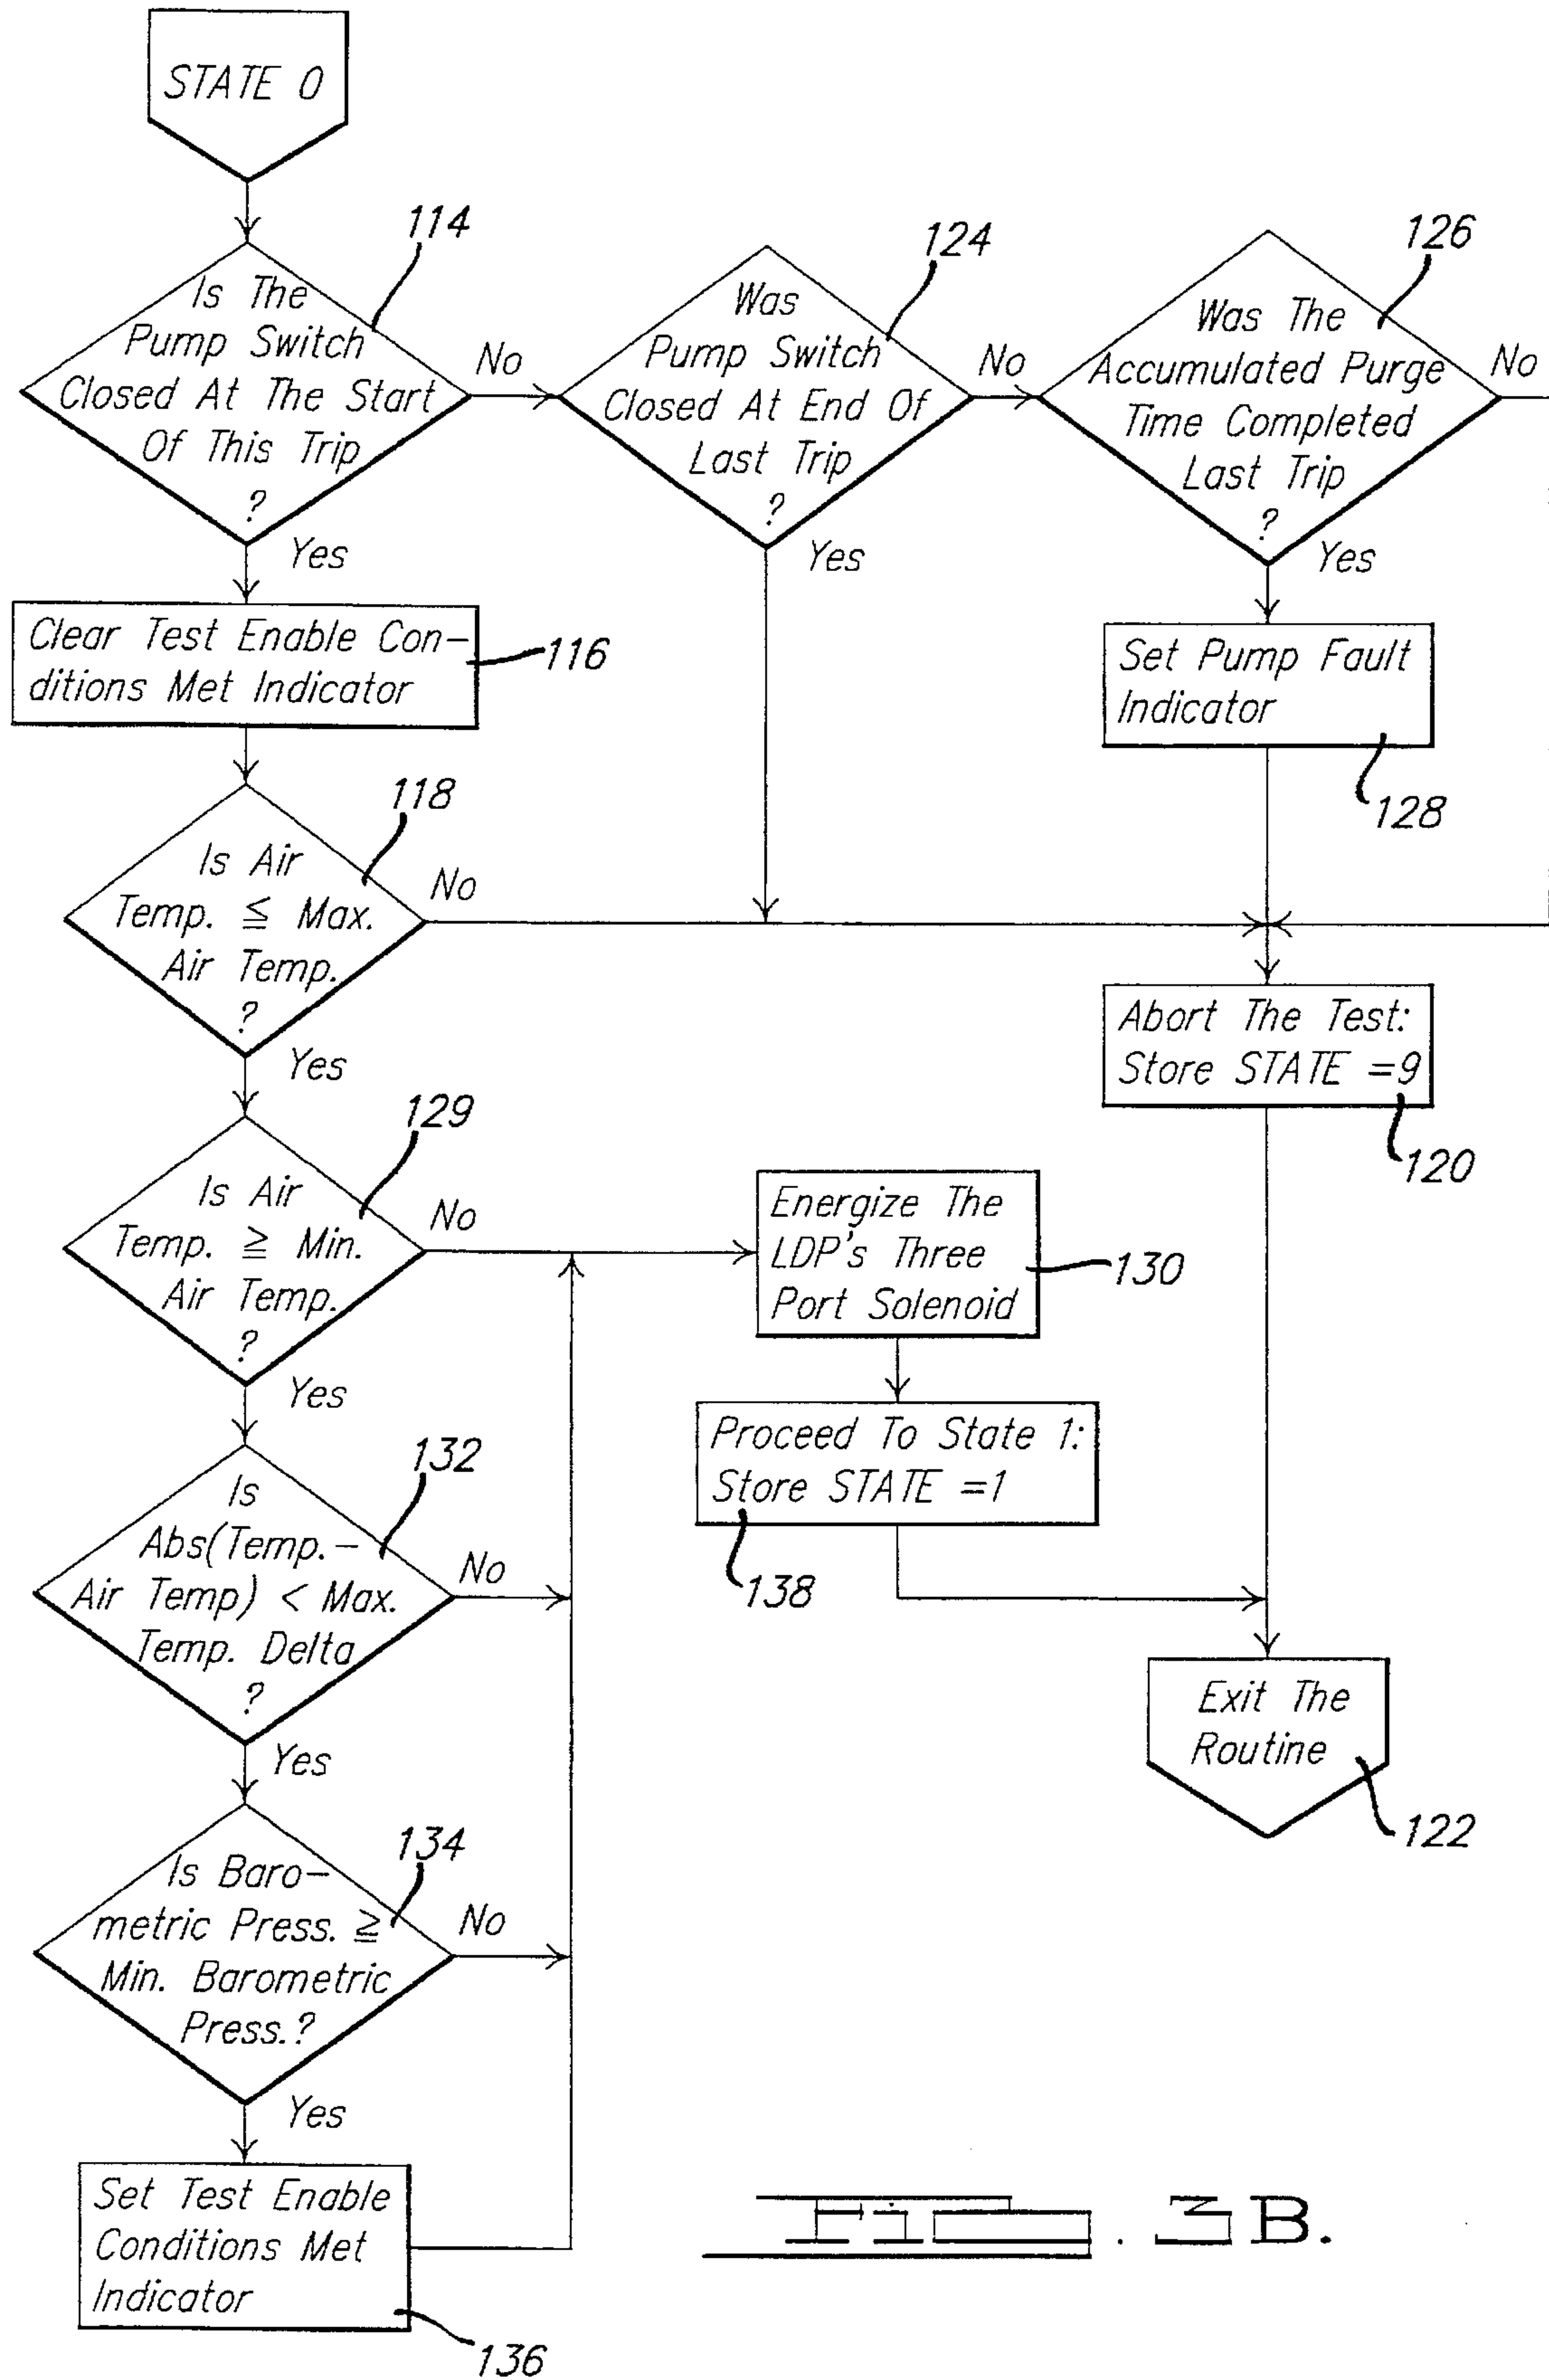 STATE 0
114
Is The
Pump Switch
Closed At The Start
Of This Trip
?
No
Yes
124
Was
Pump Switch
Closed At End Of
Last Trip
?
No
Yes
126
Was The
Accumulated Purge
Time Completed
Last Trip
?
No
Yes
Clear Test Enable Con-
ditions Met Indicator
116
Set Pump Fault
Indicator
128
118
Is Air
Temp. ≦ Max.
Air Temp.
?
No
Yes
Abort The Test:
Store STATE =9
120
129
Is Air
Temp. ≧ Min.
Air Temp.
?
No
Yes
Energize The
LDP's Three
Port Solenoid
130
Proceed To State 1:
Store STATE =1
138
132
Is
Abs(Temp.-
Air Temp) < Max.
Temp. Delta
?
No
Yes
Exit The
Routine
122
134
Is Baro-
metric Press. ≧
Min. Barometric
Press.?
No
Yes
Set Test Enable
Conditions Met
Indicator
136
FIG. 3B.